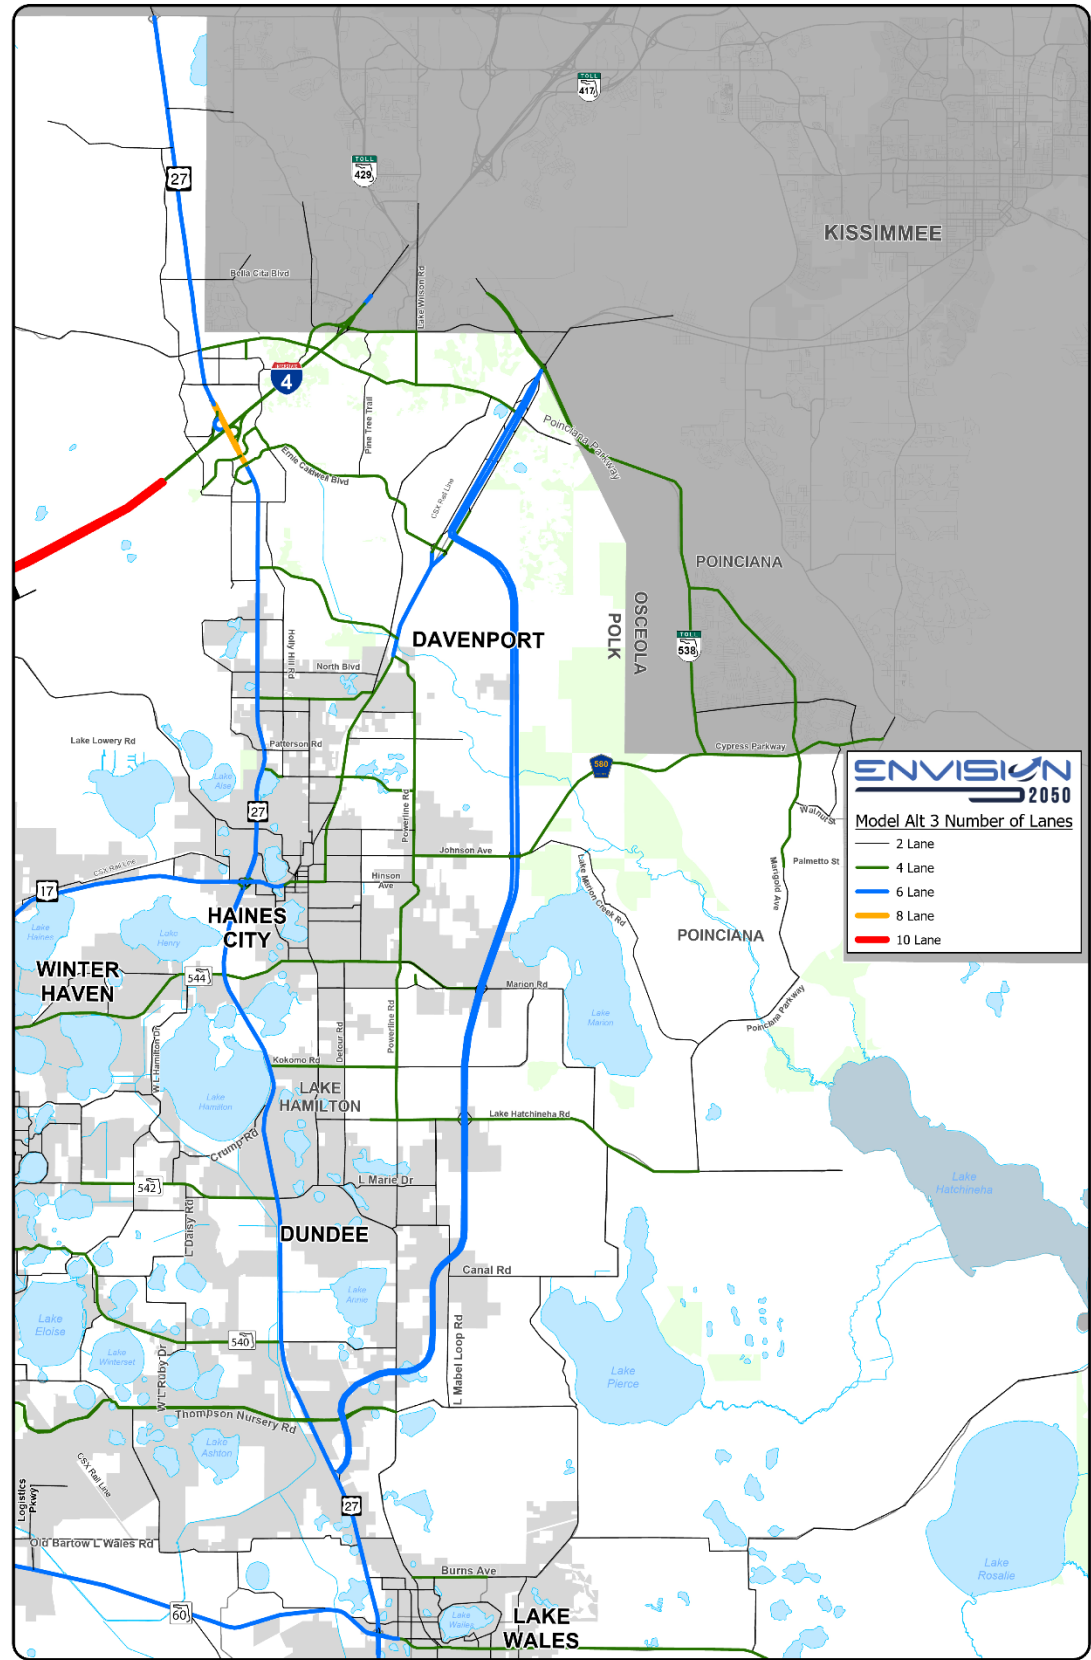 TOLL
417
TOLL
429
27
KISSIMMEE
Bella Cita Blvd
Lake Wilson Rd
INTERSTATE
4
Pine Tree Trail
Poinciana Parkway
Ernie Caldwell Blvd
CSX Rail Line
POINCIANA
OSCEOLA
POLK
DAVENPORT
TOLL
538
Holly Hill Rd
North Blvd
Lake Lowery Rd
Patterson Rd
Cypress Parkway
580
Lake
Alse
27
Powerline Rd
ENVISION
2050
Model Alt 3 Number of Lanes
2 Lane
4 Lane
6 Lane
8 Lane
10 Lane
Walnut St
Johnson Ave
Palmetto St
CSX Rail Line
17
Hinson
Ave
Lake Marion Creek Rd
Marigold Ave
HAINES
CITY
Lake
Haines
Lake
Henry
POINCIANA
WINTER
HAVEN
544
Marion Rd
Poinciana Parkway
Lake
Marion
Powerline Rd
Detour Rd
W L Hamilton Dr
Kokomo Rd
LAKE
HAMILTON
Lake
Hamilton
Lake Hatchineha Rd
Crump Rd
542
L Marie Dr
Lake
Hatchineha
L Daisy Rd
DUNDEE
Canal Rd
Lake
Annie
Lake
Eloise
540
L Mabel Loop Rd
Lake
Winterset
W L Ruby Dr
Lake
Pierce
Thompson Nursery Rd
Lake
Ashton
CSX Rail Line
Logistics
Pkwy
27
Old Bartow L Wales Rd
Burns Ave
Lake
Rosalie
60
Lake
Wailes
LAKE
WALES